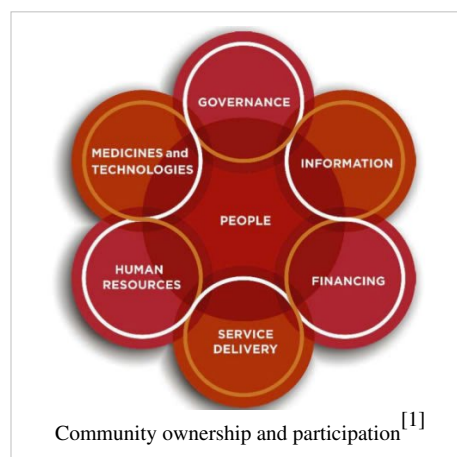 GOVERNANCE
MEDICINES and
TECHNOLOGIES
INFORMATION
PEOPLE
HUMAN
RESOURCES
FINANCING
SERVICE
DELIVERY
Community ownership and participation[1]